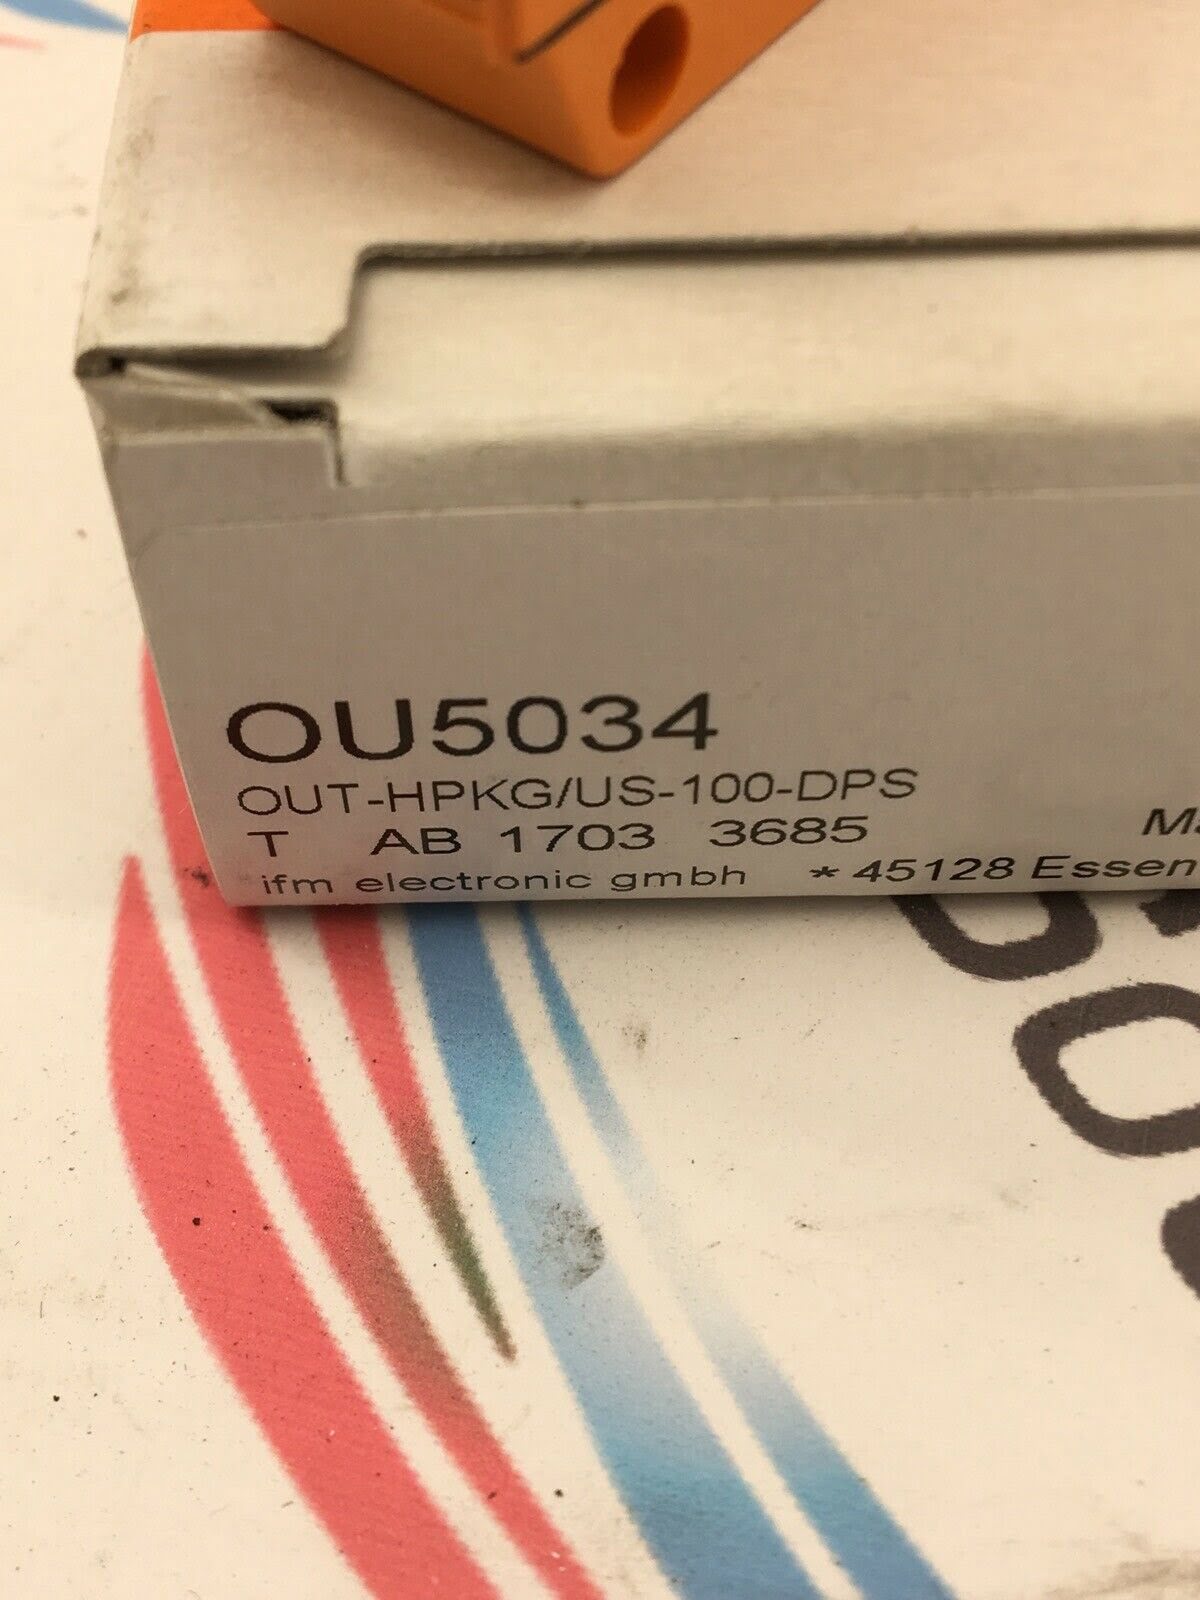 OU5034
OUT-HPKG/US-100-DPS
T AB 1703 3685
ifm electronic gmbh * 45128 Essen